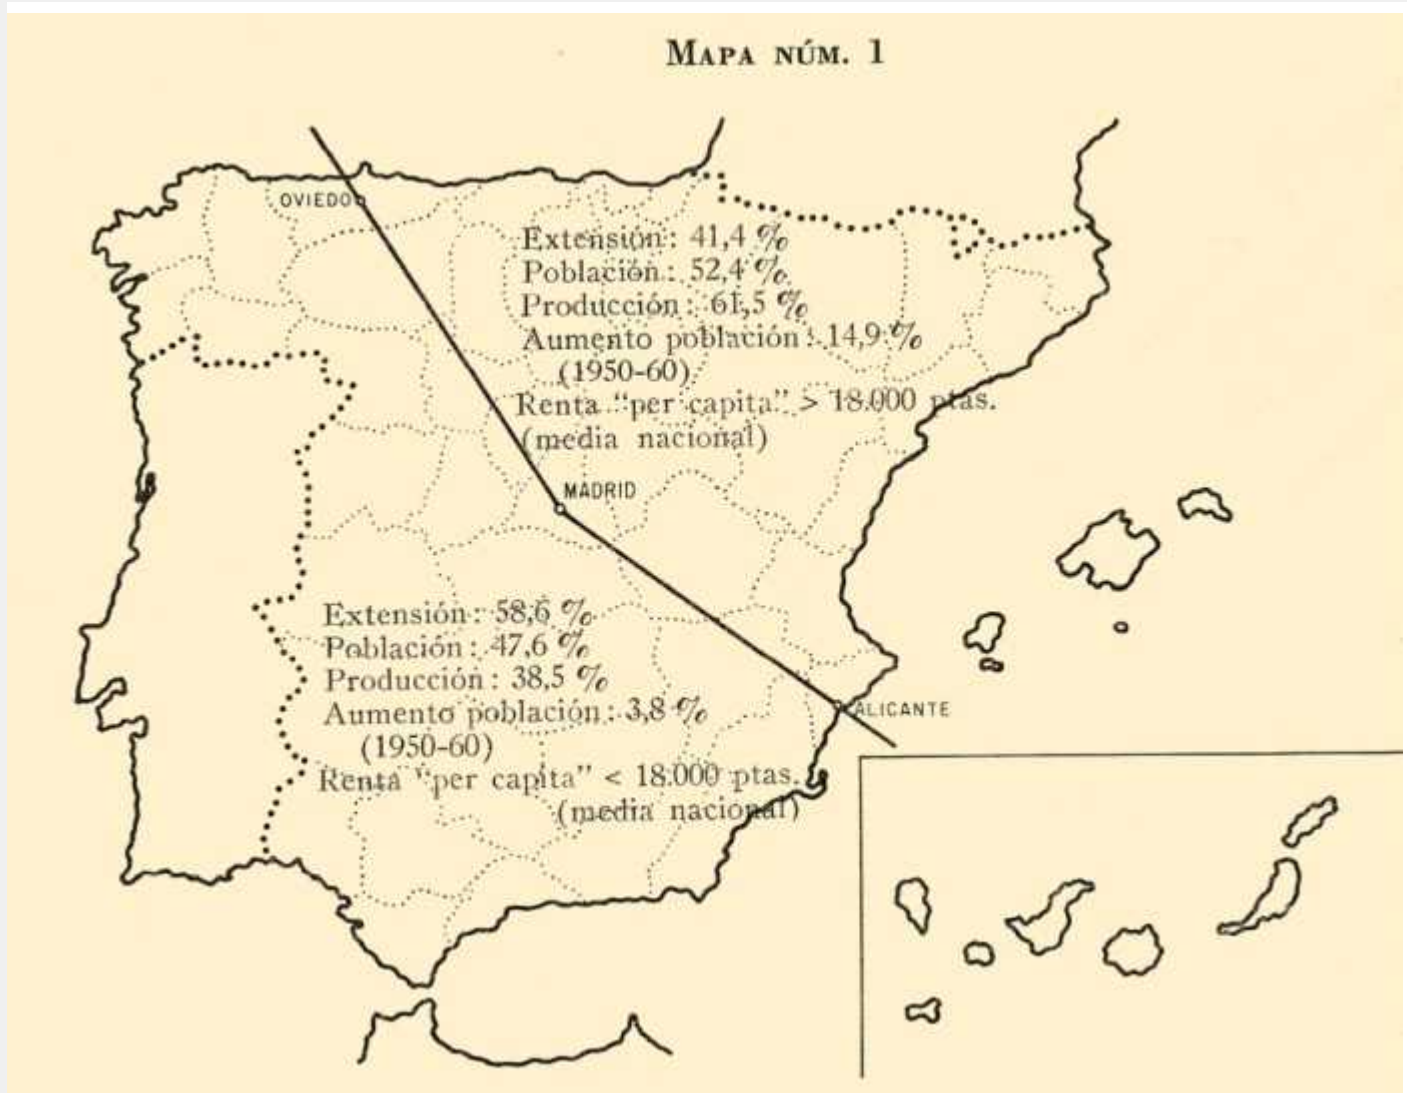 MAPA NÚM. 1
OVIEDO
Extensión: 41,4 %
Población: 52,4 %
Producción: 61,5 %
Aumento población: 14,9 %
(1950-60)
Renta "per capita" > 18.000 ptas.
(media nacional)
MADRID
Extensión: 58,6 %
Población: 47,6 %
Producción: 38,5 %
Aumento población: 3,8 %
(1950-60)
Renta "per capita" < 18.000 ptas.
(media nacional)
ALICANTE